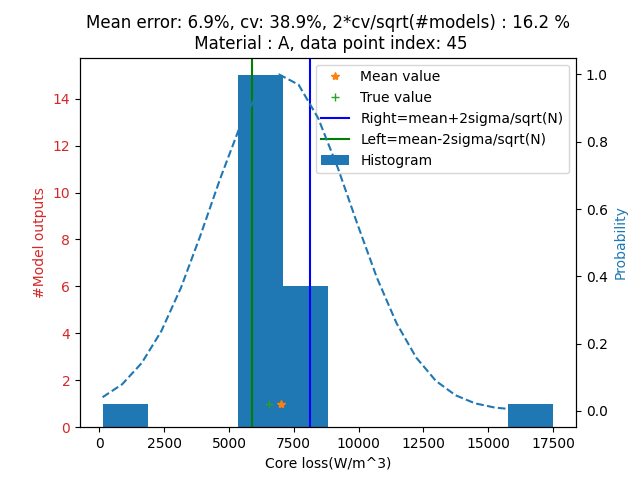 Mean error: 6.9%, cv: 38.9%, 2*cv/sqrt(#models) : 16.2 %
Material : A, data point index: 45
Mean value
True value
Right=mean+2sigma/sqrt(N)
Left=mean-2sigma/sqrt(N)
Histogram
#Model outputs
14
12
10
8
6
4
2
0
1.0
0.8
0.6
0.4
0.2
0.0
Probability
0 2500 5000 7500 10000 12500 15000 17500
Core loss(W/m^3)